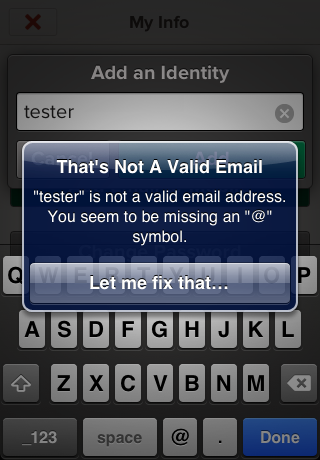 My Info
Add an Identity
tester
That's Not A Valid Email
"tester" is not a valid email address.
You seem to be missing an "@"
symbol.
Let me fix that...
Q W E R T Y U I O P
A S D F G H J K L
Z X C V B N M
_123 space @ . Done